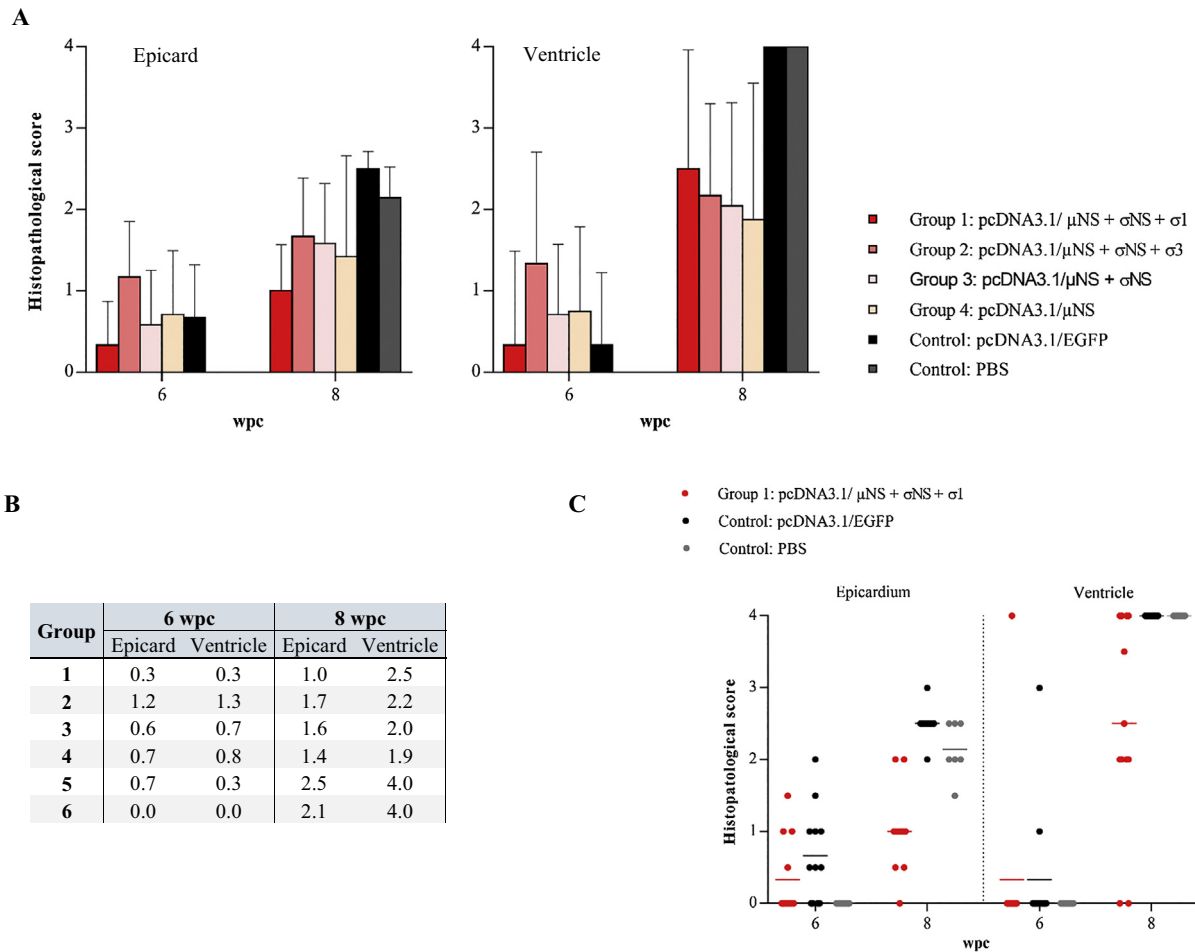 A
Epicard
Histopathological score
4
3
2
1
0
6
8
wpc
Ventricle
4
3
2
1
0
6
8
wpc
Group 1: pcDNA3.1/ μNS + σNS + σ1
Group 2: pcDNA3.1/μNS + σNS + σ3
Group 3: pcDNA3.1/μNS + σNS
Group 4: pcDNA3.1/μNS
Control: pcDNA3.1/EGFP
Control: PBS
B
Group 6 wpc 8 wpc
Epicard Ventricle Epicard Ventricle
1 0.3 0.3 1.0 2.5
2 1.2 1.3 1.7 2.2
3 0.6 0.7 1.6 2.0
4 0.7 0.8 1.4 1.9
5 0.7 0.3 2.5 4.0
6 0.0 0.0 2.1 4.0
C
Group 1: pcDNA3.1/ μNS + σNS + σ1
Control: pcDNA3.1/EGFP
Control: PBS
Epicardium Ventricle
Histopatological score
4
3
2
1
0
6 8 6 8
wpc